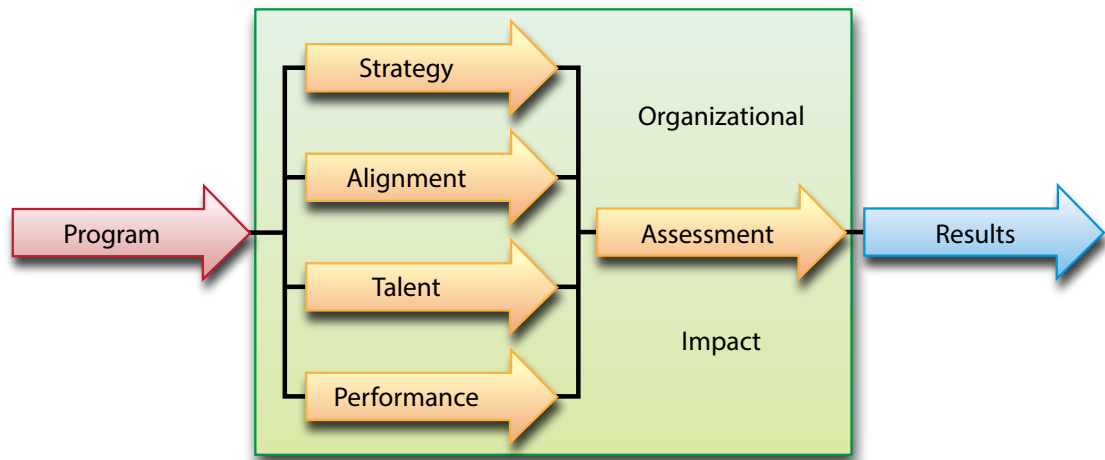 Program
Strategy
Alignment
Talent
Performance
Organizational
Assessment
Impact
Results